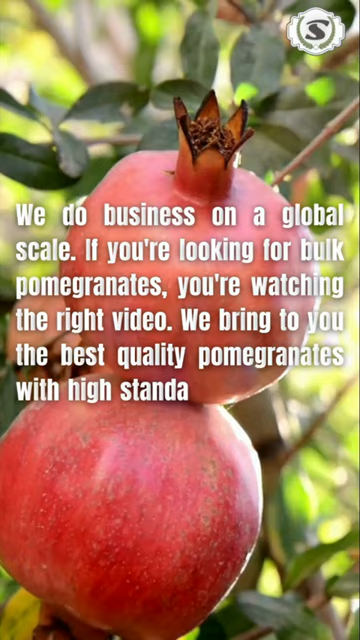 S
We do business on a global
scale. If you're looking for bulk
pomegranates, you're watching
the right video. We bring to you
the best quality pomegranates
with high standa